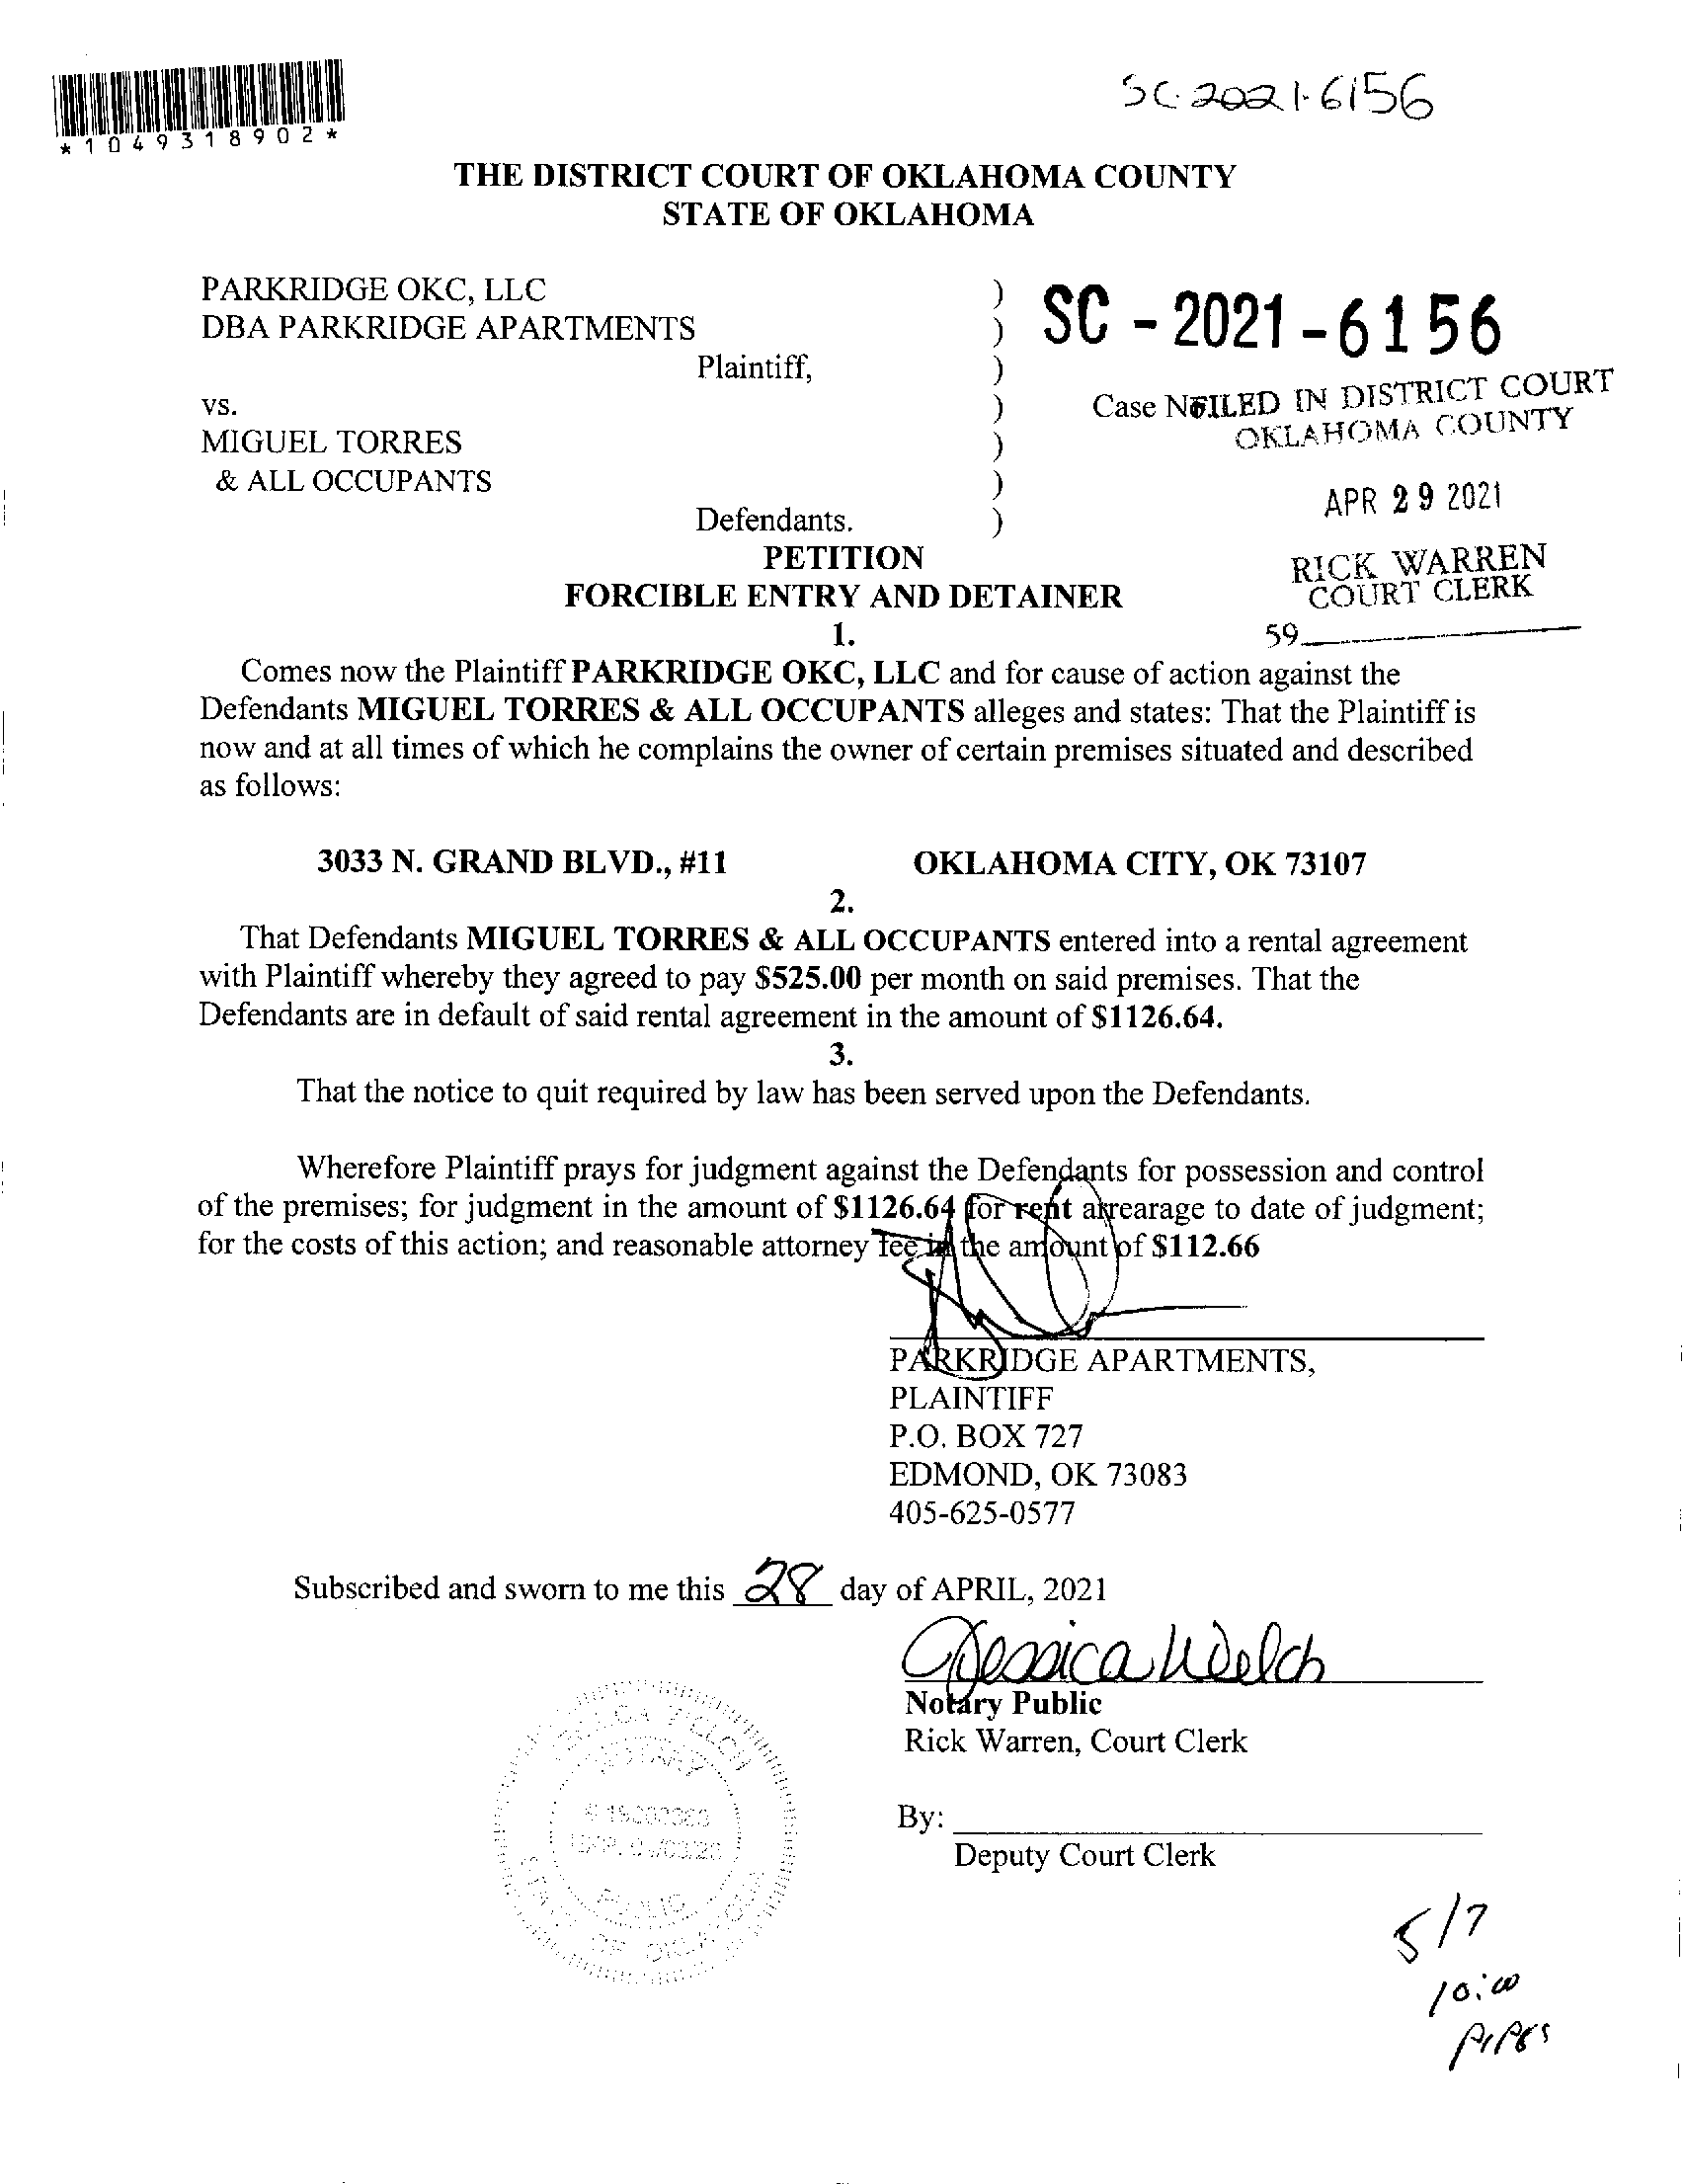 SC-2021-6156
*1049318902*
THE DISTRICT COURT OF OKLAHOMA COUNTY
STATE OF OKLAHOMA
PARKRIDGE OKC, LLC )
DBA PARKRIDGE APARTMENTS ) SC - 2021 - 6156
Plaintiff, )
vs. ) Case No FILED IN DISTRICT COURT
MIGUEL TORRES ) OKLAHOMA COUNTY
& ALL OCCUPANTS )
APR 29 2021
Defendants. )
PETITION
RICK WARREN
FORCIBLE ENTRY AND DETAINER
COURT CLERK
1.
59
Comes now the Plaintiff PARKRIDGE OKC, LLC and for cause of action against the
Defendants MIGUEL TORRES & ALL OCCUPANTS alleges and states: That the Plaintiff is
now and at all times of which he complains the owner of certain premises situated and described
as follows:
3033 N. GRAND BLVD., #11 OKLAHOMA CITY, OK 73107
2.
That Defendants MIGUEL TORRES & ALL OCCUPANTS entered into a rental agreement
with Plaintiff whereby they agreed to pay $525.00 per month on said premises. That the
Defendants are in default of said rental agreement in the amount of $1126.64.
3.
That the notice to quit required by law has been served upon the Defendants.
Wherefore Plaintiff prays for judgment against the Defendants for possession and control
of the premises; for judgment in the amount of $1126.64 for rent arrearage to date of judgment;
for the costs of this action; and reasonable attorney fee in the amount of $112.66
PARKRIDGE APARTMENTS,
PLAINTIFF
P.O. BOX 727
EDMOND, OK 73083
405-625-0577
Subscribed and sworn to me this 28 day of APRIL, 2021
Jessica Welch
Notary Public
Rick Warren, Court Clerk
By:
Deputy Court Clerk
NOTARY
PUBLIC
STATE OF
5/7
10:00